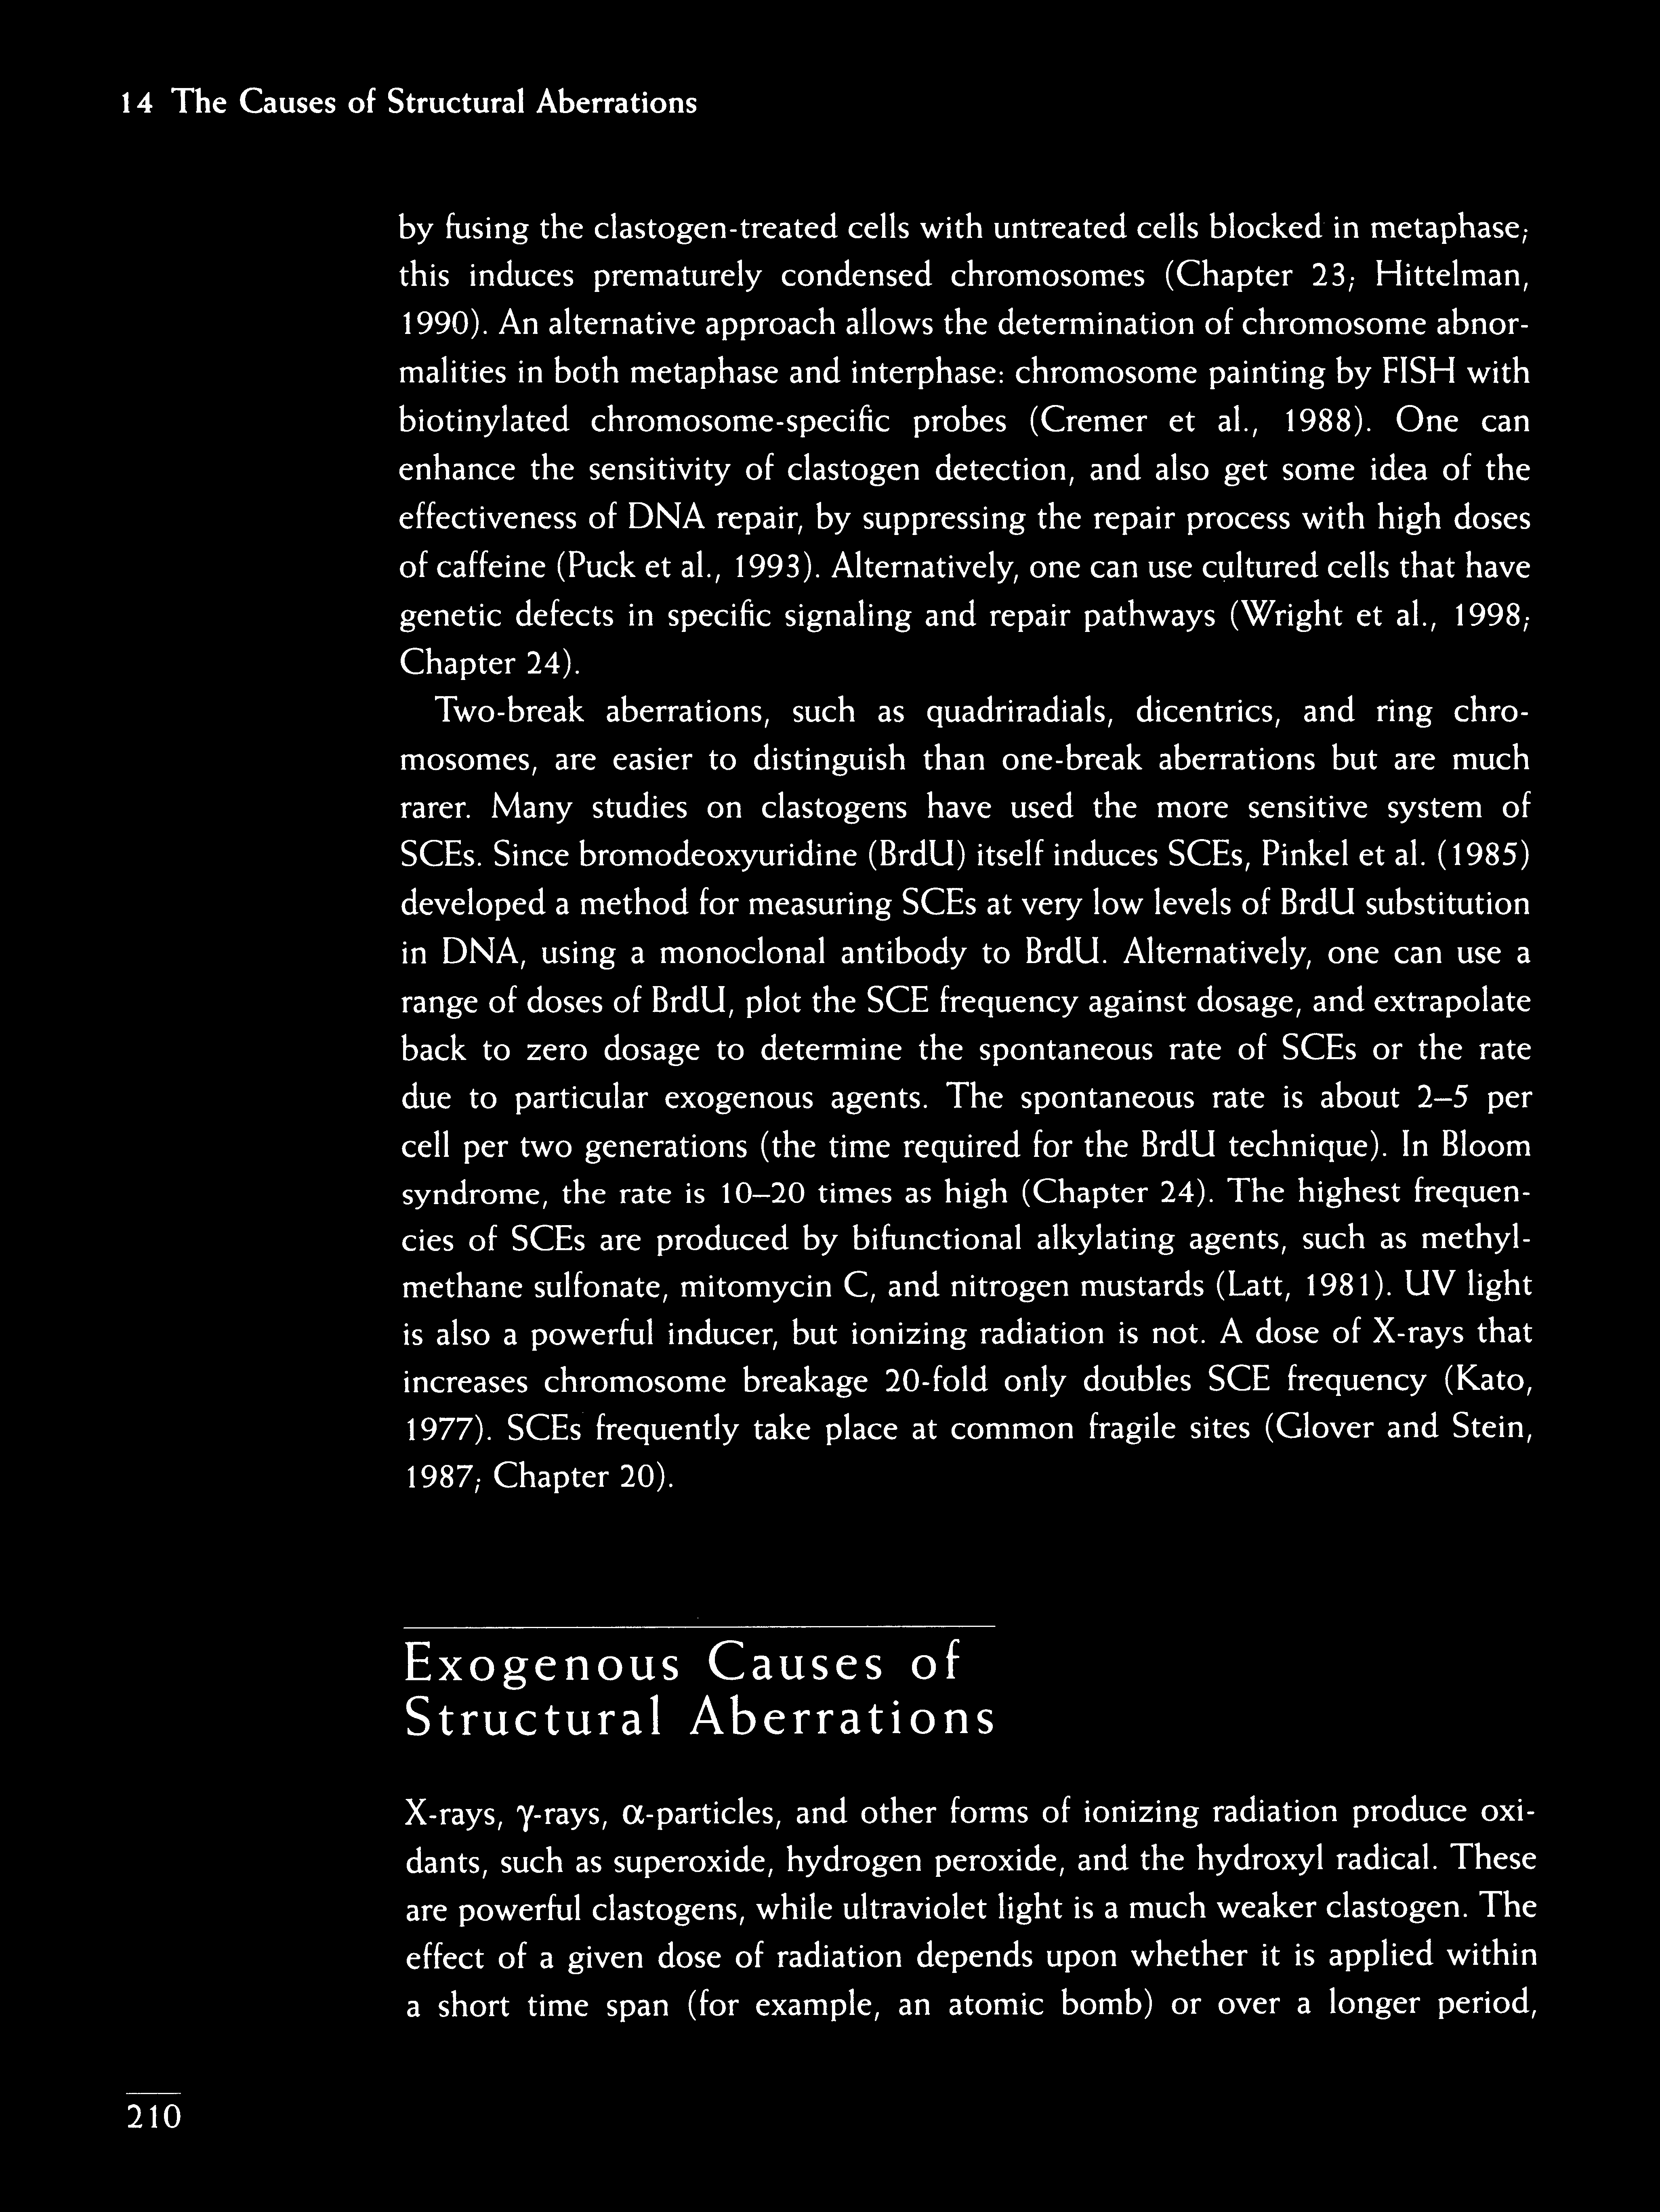 14 The Causes of Structural Aberrations
by fusing the clastogen-treated cells with untreated cells blocked in metaphase;
this induces prematurely condensed chromosomes (Chapter 23; Hittelman,
1990). An alternative approach allows the determination of chromosome abnor-
malities in both metaphase and interphase: chromosome painting by FISH with
biotinylated chromosome-specific probes (Cremer et al., 1988). One can
enhance the sensitivity of clastogen detection, and also get some idea of the
effectiveness of DNA repair, by suppressing the repair process with high doses
of caffeine (Puck et al., 1993). Alternatively, one can use cultured cells that have
genetic defects in specific signaling and repair pathways (Wright et al., 1998;
Chapter 24).
Two-break aberrations, such as quadriradials, dicentrics, and ring chro-
mosomes, are easier to distinguish than one-break aberrations but are much
rarer. Many studies on clastogens have used the more sensitive system of
SCEs. Since bromodeoxyuridine (BrdU) itself induces SCEs, Pinkel et al. (1985)
developed a method for measuring SCEs at very low levels of BrdU substitution
in DNA, using a monoclonal antibody to BrdU. Alternatively, one can use a
range of doses of BrdU, plot the SCE frequency against dosage, and extrapolate
back to zero dosage to determine the spontaneous rate of SCEs or the rate
due to particular exogenous agents. The spontaneous rate is about 2–5 per
cell per two generations (the time required for the BrdU technique). In Bloom
syndrome, the rate is 10–20 times as high (Chapter 24). The highest frequen-
cies of SCEs are produced by bifunctional alkylating agents, such as methyl-
methane sulfonate, mitomycin C, and nitrogen mustards (Latt, 1981). UV light
is also a powerful inducer, but ionizing radiation is not. A dose of X-rays that
increases chromosome breakage 20-fold only doubles SCE frequency (Kato,
1977). SCEs frequently take place at common fragile sites (Glover and Stein,
1987; Chapter 20).
Exogenous Causes of
Structural Aberrations
X-rays, γ-rays, α-particles, and other forms of ionizing radiation produce oxi-
dants, such as superoxide, hydrogen peroxide, and the hydroxyl radical. These
are powerful clastogens, while ultraviolet light is a much weaker clastogen. The
effect of a given dose of radiation depends upon whether it is applied within
a short time span (for example, an atomic bomb) or over a longer period,
210